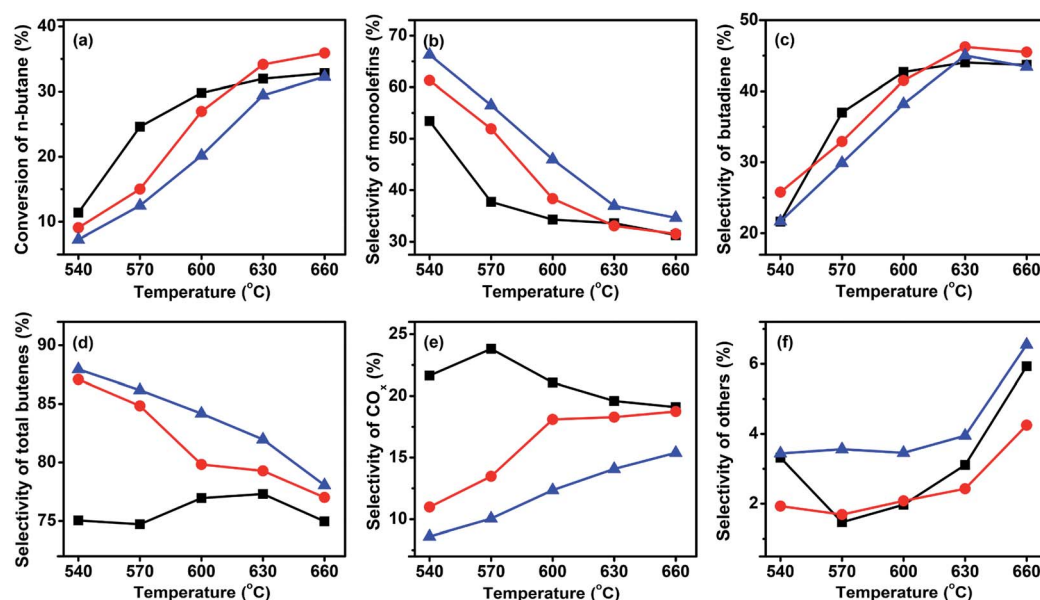 (a)
Conversion of n-butane (%)
40
30
20
10
540 570 600 630 660
Temperature (°C)
(b)
Selectivity of monoolefins (%)
70
60
50
40
30
540 570 600 630 660
Temperature (°C)
(c)
Selectivity of butadiene (%)
50
40
30
20
540 570 600 630 660
Temperature (°C)
(d)
Selectivity of total butenes (%)
90
85
80
75
540 570 600 630 660
Temperature (°C)
(e)
Selectivity of COx (%)
25
20
15
10
540 570 600 630 660
Temperature (°C)
(f)
Selectivity of others (%)
6
4
2
540 570 600 630 660
Temperature (°C)